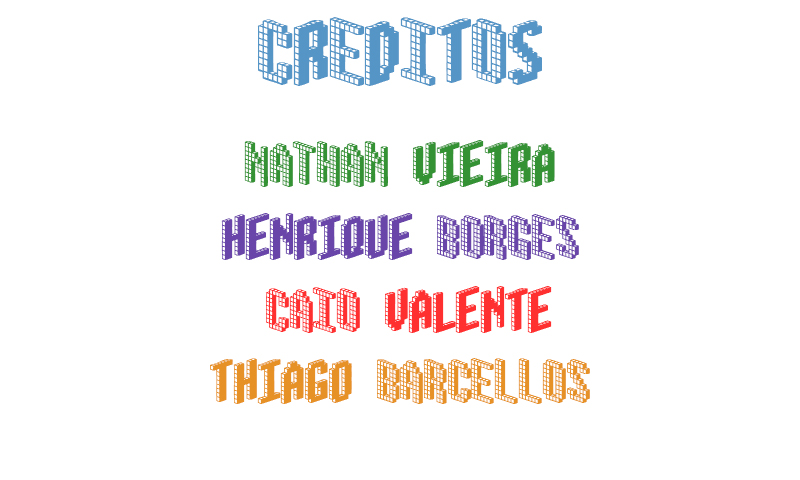 CREDITOS
NATHAN VIEIRA
HENRIQUE BORGES
CAIO VALENTE
THIAGO BARCELLOS